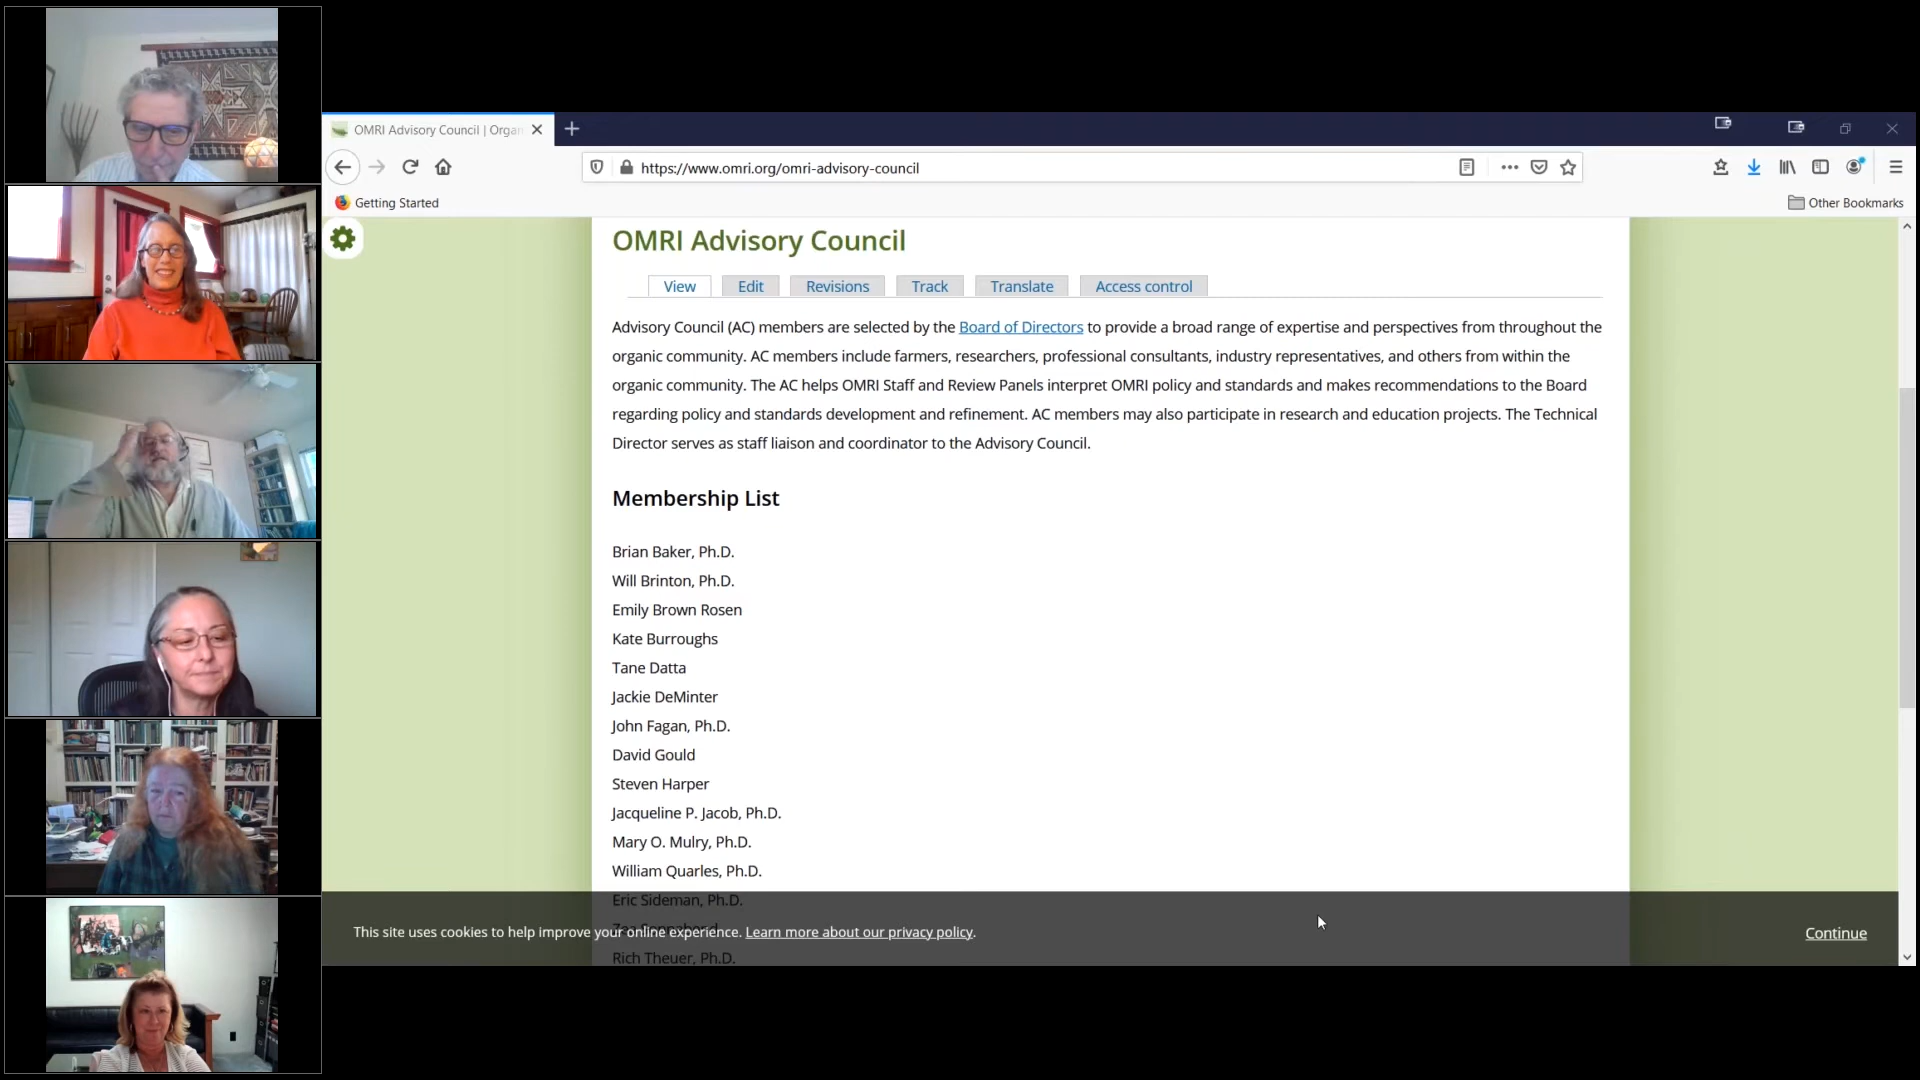 OMRI Advisory Council | Organ
https://www.omri.org/omri-advisory-council
Getting Started
Other Bookmarks
OMRI Advisory Council
View Edit Revisions Track Translate Access control
Advisory Council (AC) members are selected by the Board of Directors to provide a broad range of expertise and perspectives from throughout the
organic community. AC members include farmers, researchers, professional consultants, industry representatives, and others from within the
organic community. The AC helps OMRI Staff and Review Panels interpret OMRI policy and standards and makes recommendations to the Board
regarding policy and standards development and refinement. AC members may also participate in research and education projects. The Technical
Director serves as staff liaison and coordinator to the Advisory Council.
Membership List
Brian Baker, Ph.D.
Will Brinton, Ph.D.
Emily Brown Rosen
Kate Burroughs
Tane Datta
Jackie DeMinter
John Fagan, Ph.D.
David Gould
Steven Harper
Jacqueline P. Jacob, Ph.D.
Mary O. Mulry, Ph.D.
William Quarles, Ph.D.
Eric Sideman, Ph.D.
This site uses cookies to help improve your online experience. Learn more about our privacy policy.
Continue
Rich Theuer, Ph.D.